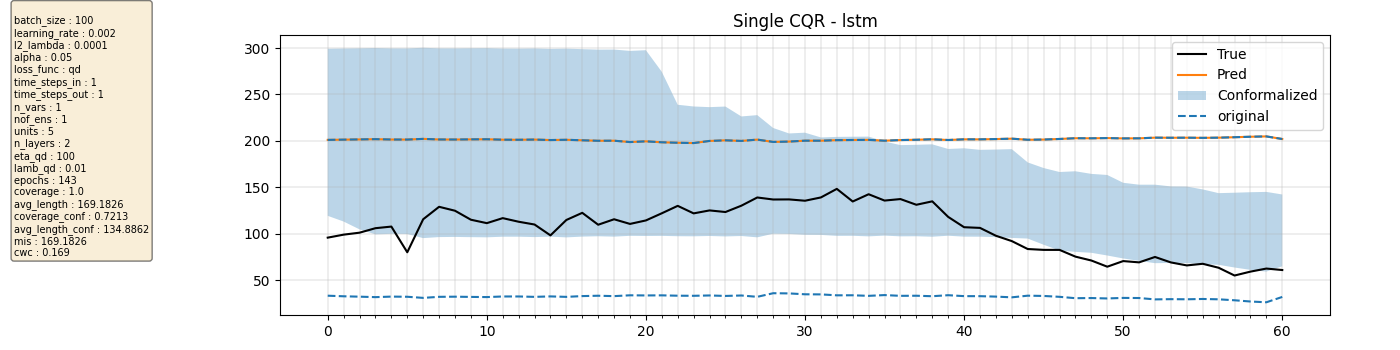 batch_size : 100
learning_rate : 0.002
l2_lambda : 0.0001
alpha : 0.05
loss_func : qd
time_steps_in : 1
time_steps_out : 1
n_vars : 1
nof_ens : 1
units : 5
n_layers : 2
eta_qd : 100
lamb_qd : 0.01
epochs : 143
coverage : 1.0
avg_length : 169.1826
coverage_conf : 0.7213
avg_length_conf : 134.8862
mis : 169.1826
cwc : 0.169
Single CQR - lstm
300
250
200
150
100
50
0 10 20 30 40 50 60
True
Pred
Conformalized
original